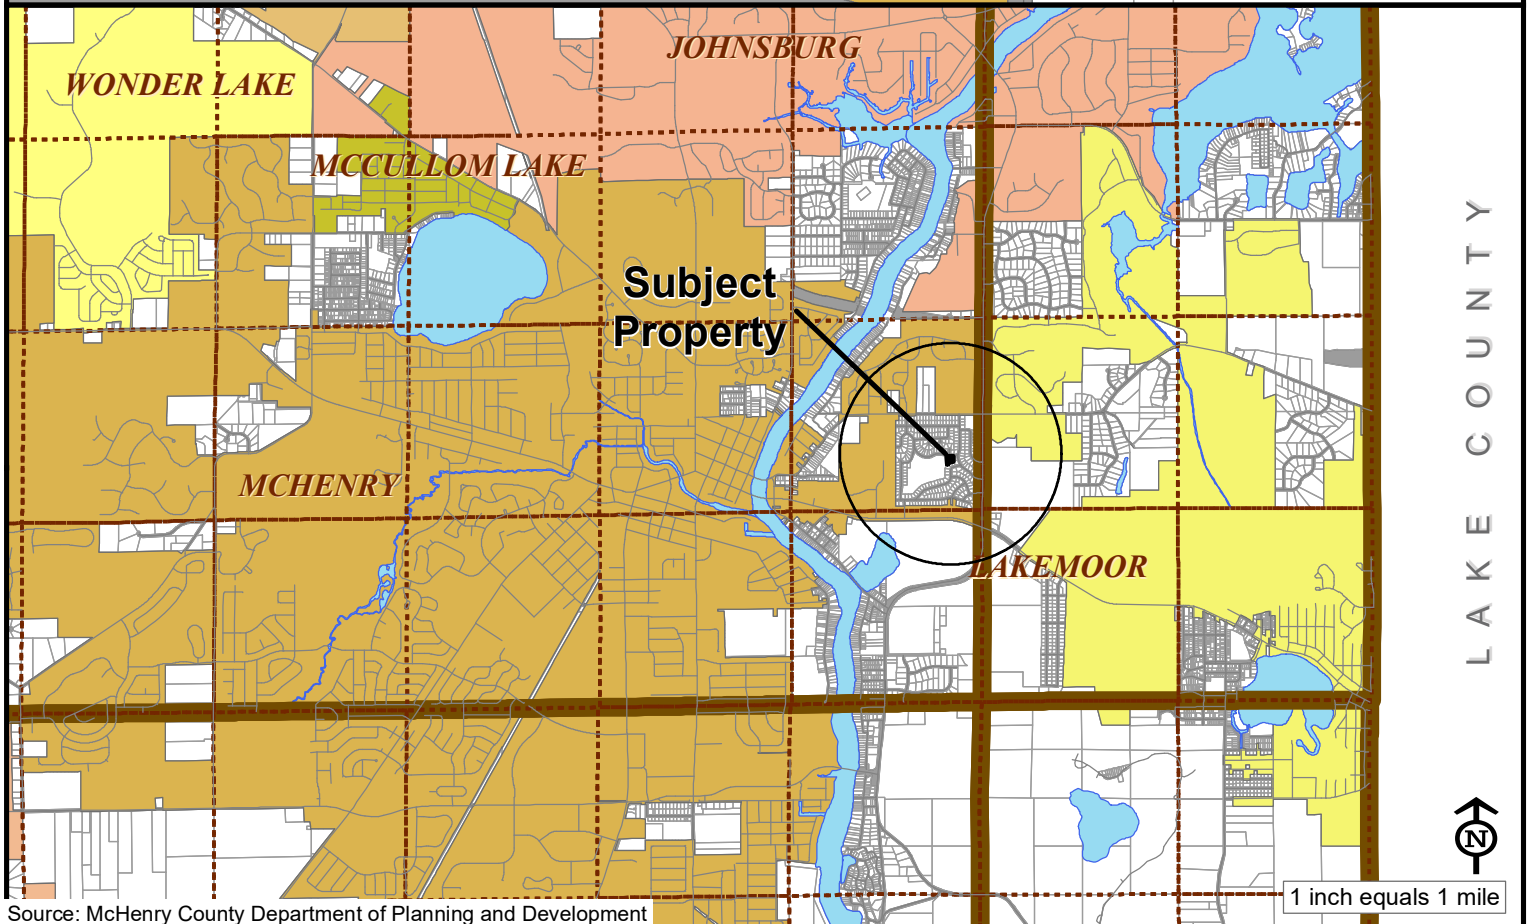 JOHNSBURG
WONDER LAKE
MCCULLOM LAKE
Subject
Property
MCHENRY
LAKEMOOR
LAKE COUNTY
N
1 inch equals 1 mile
Source: McHenry County Department of Planning and Development